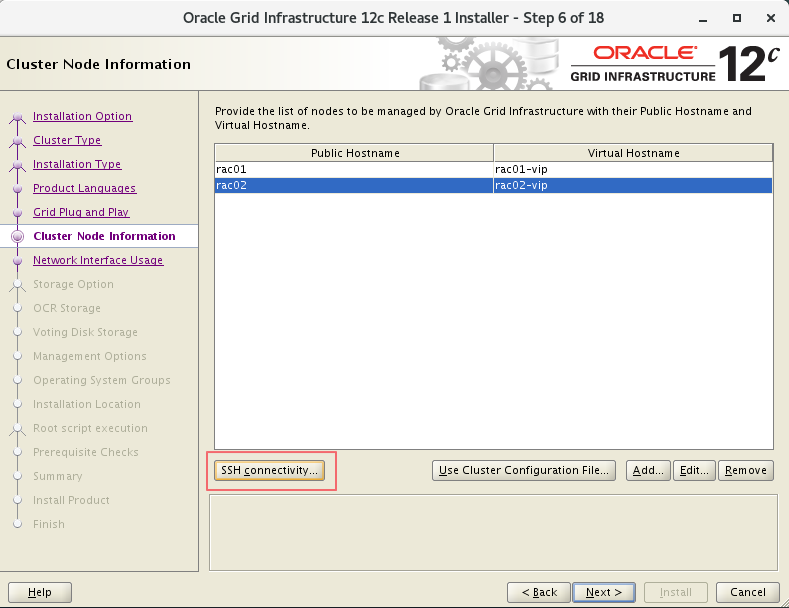 Oracle Grid Infrastructure 12c Release 1 Installer - Step 6 of 18
Cluster Node Information
ORACLE
GRID INFRASTRUCTURE
12c
Installation Option
Cluster Type
Installation Type
Product Languages
Grid Plug and Play
Cluster Node Information
Network Interface Usage
Storage Option
OCR Storage
Voting Disk Storage
Management Options
Operating System Groups
Installation Location
Root script execution
Prerequisite Checks
Summary
Install Product
Finish
Provide the list of nodes to be managed by Oracle Grid Infrastructure with their Public Hostname and
Virtual Hostname.
Public Hostname Virtual Hostname
rac01 rac01-vip
rac02 rac02-vip
SSH connectivity... Use Cluster Configuration File... Add... Edit... Remove
Help < Back Next > Install Cancel